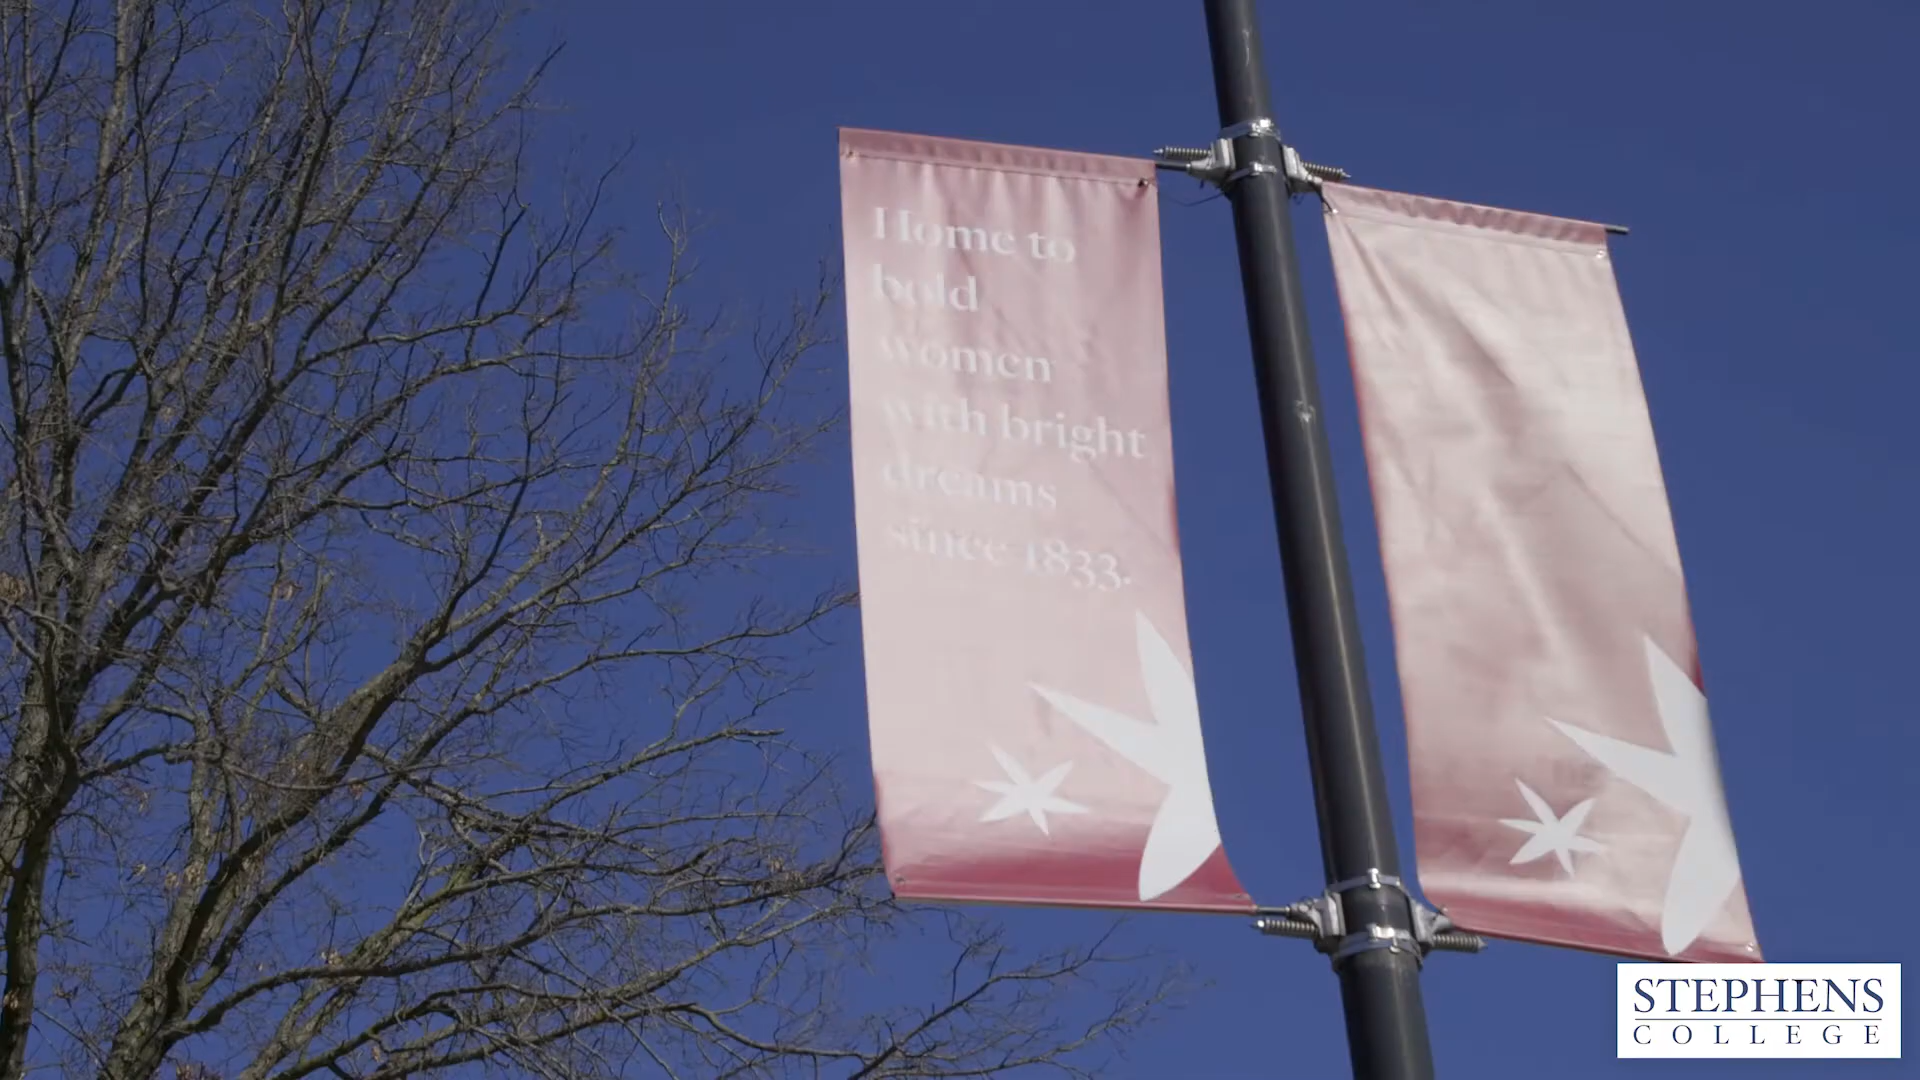 Home to
bold
women
with bright
dreams
since 1833.
STEPHENS
COLLEGE